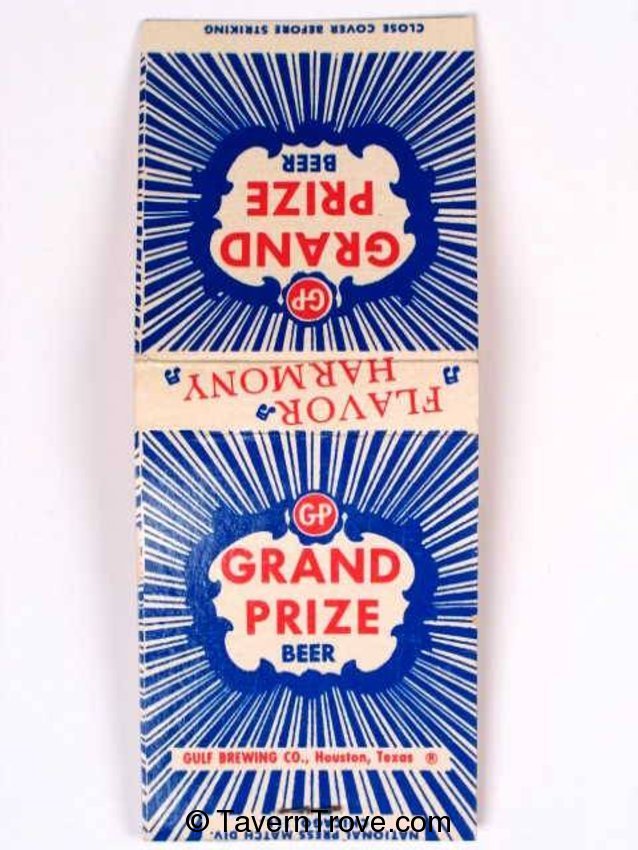 CLOSE COVER BEFORE STRIKING
GP
GRAND
PRIZE
BEER
FLAVOR
HARMONY
G-P
GRAND
PRIZE
BEER
GULF BREWING CO., Houston, Texas ®
NATIONAL PRESS MATCH DIV.
CHICAGO
© TavernTrove.com